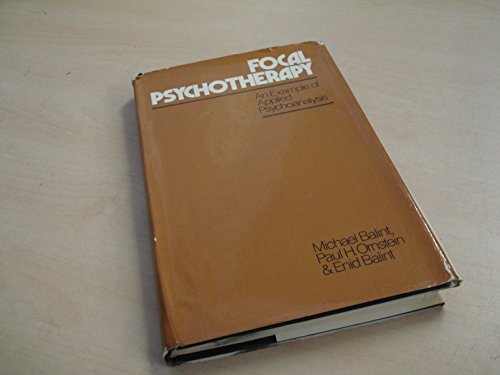 FOCAL
PSYCHOTHERAPY
An Example of
Applied
Psychoanalysis
Michael Balint,
Paul H. Ornstein
& Enid Balint